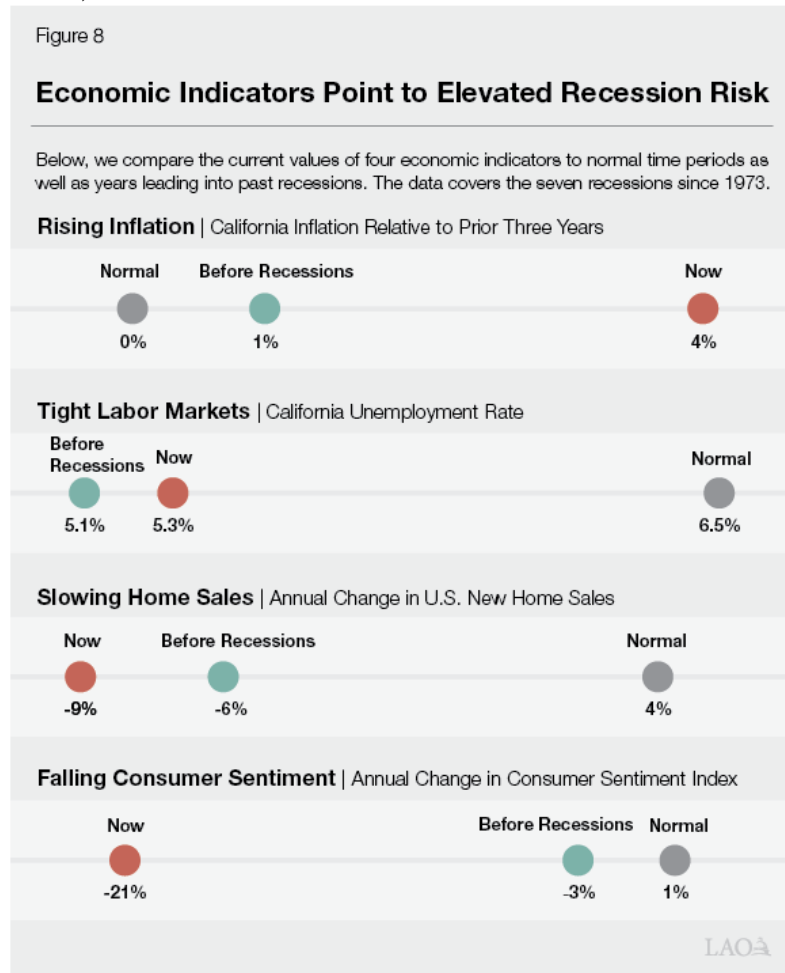 Figure 8
Economic Indicators Point to Elevated Recession Risk
Below, we compare the current values of four economic indicators to normal time periods as
well as years leading into past recessions. The data covers the seven recessions since 1973.
Rising Inflation | California Inflation Relative to Prior Three Years
Normal Before Recessions Now
0% 1% 4%
Tight Labor Markets | California Unemployment Rate
Before
Recessions Now Normal
5.1% 5.3% 6.5%
Slowing Home Sales | Annual Change in U.S. New Home Sales
Now Before Recessions Normal
-9% -6% 4%
Falling Consumer Sentiment | Annual Change in Consumer Sentiment Index
Now Before Recessions Normal
-21% -3% 1%
LAO